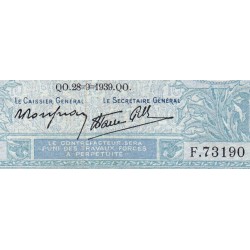 QO.28=9=1939.QO.
LE CAISSIER GÉNÉRAL LE SECRÉTAIRE GÉNÉRAL
LE CONTREFACTEUR SERA
PUNI DES TRAVAUX FORCÉS
À PERPÉTUITÉ
F.73190